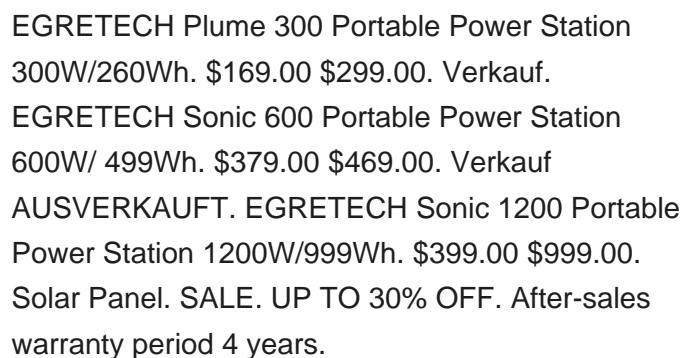 EGRETECH Plume 300 Portable Power Station
300W/260Wh. $169.00 $299.00. Verkauf.
EGRETECH Sonic 600 Portable Power Station
600W/ 499Wh. $379.00 $469.00. Verkauf
AUSVERKAUFT. EGRETECH Sonic 1200 Portable
Power Station 1200W/999Wh. $399.00 $999.00.
Solar Panel. SALE. UP TO 30% OFF. After-sales
warranty period 4 years.